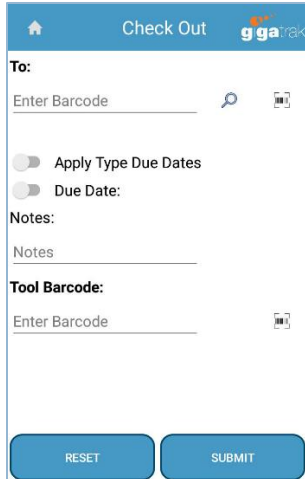 Check Out
gigatrak
To:
Enter Barcode
Apply Type Due Dates
Due Date:
Notes:
Notes
Tool Barcode:
Enter Barcode
RESET SUBMIT